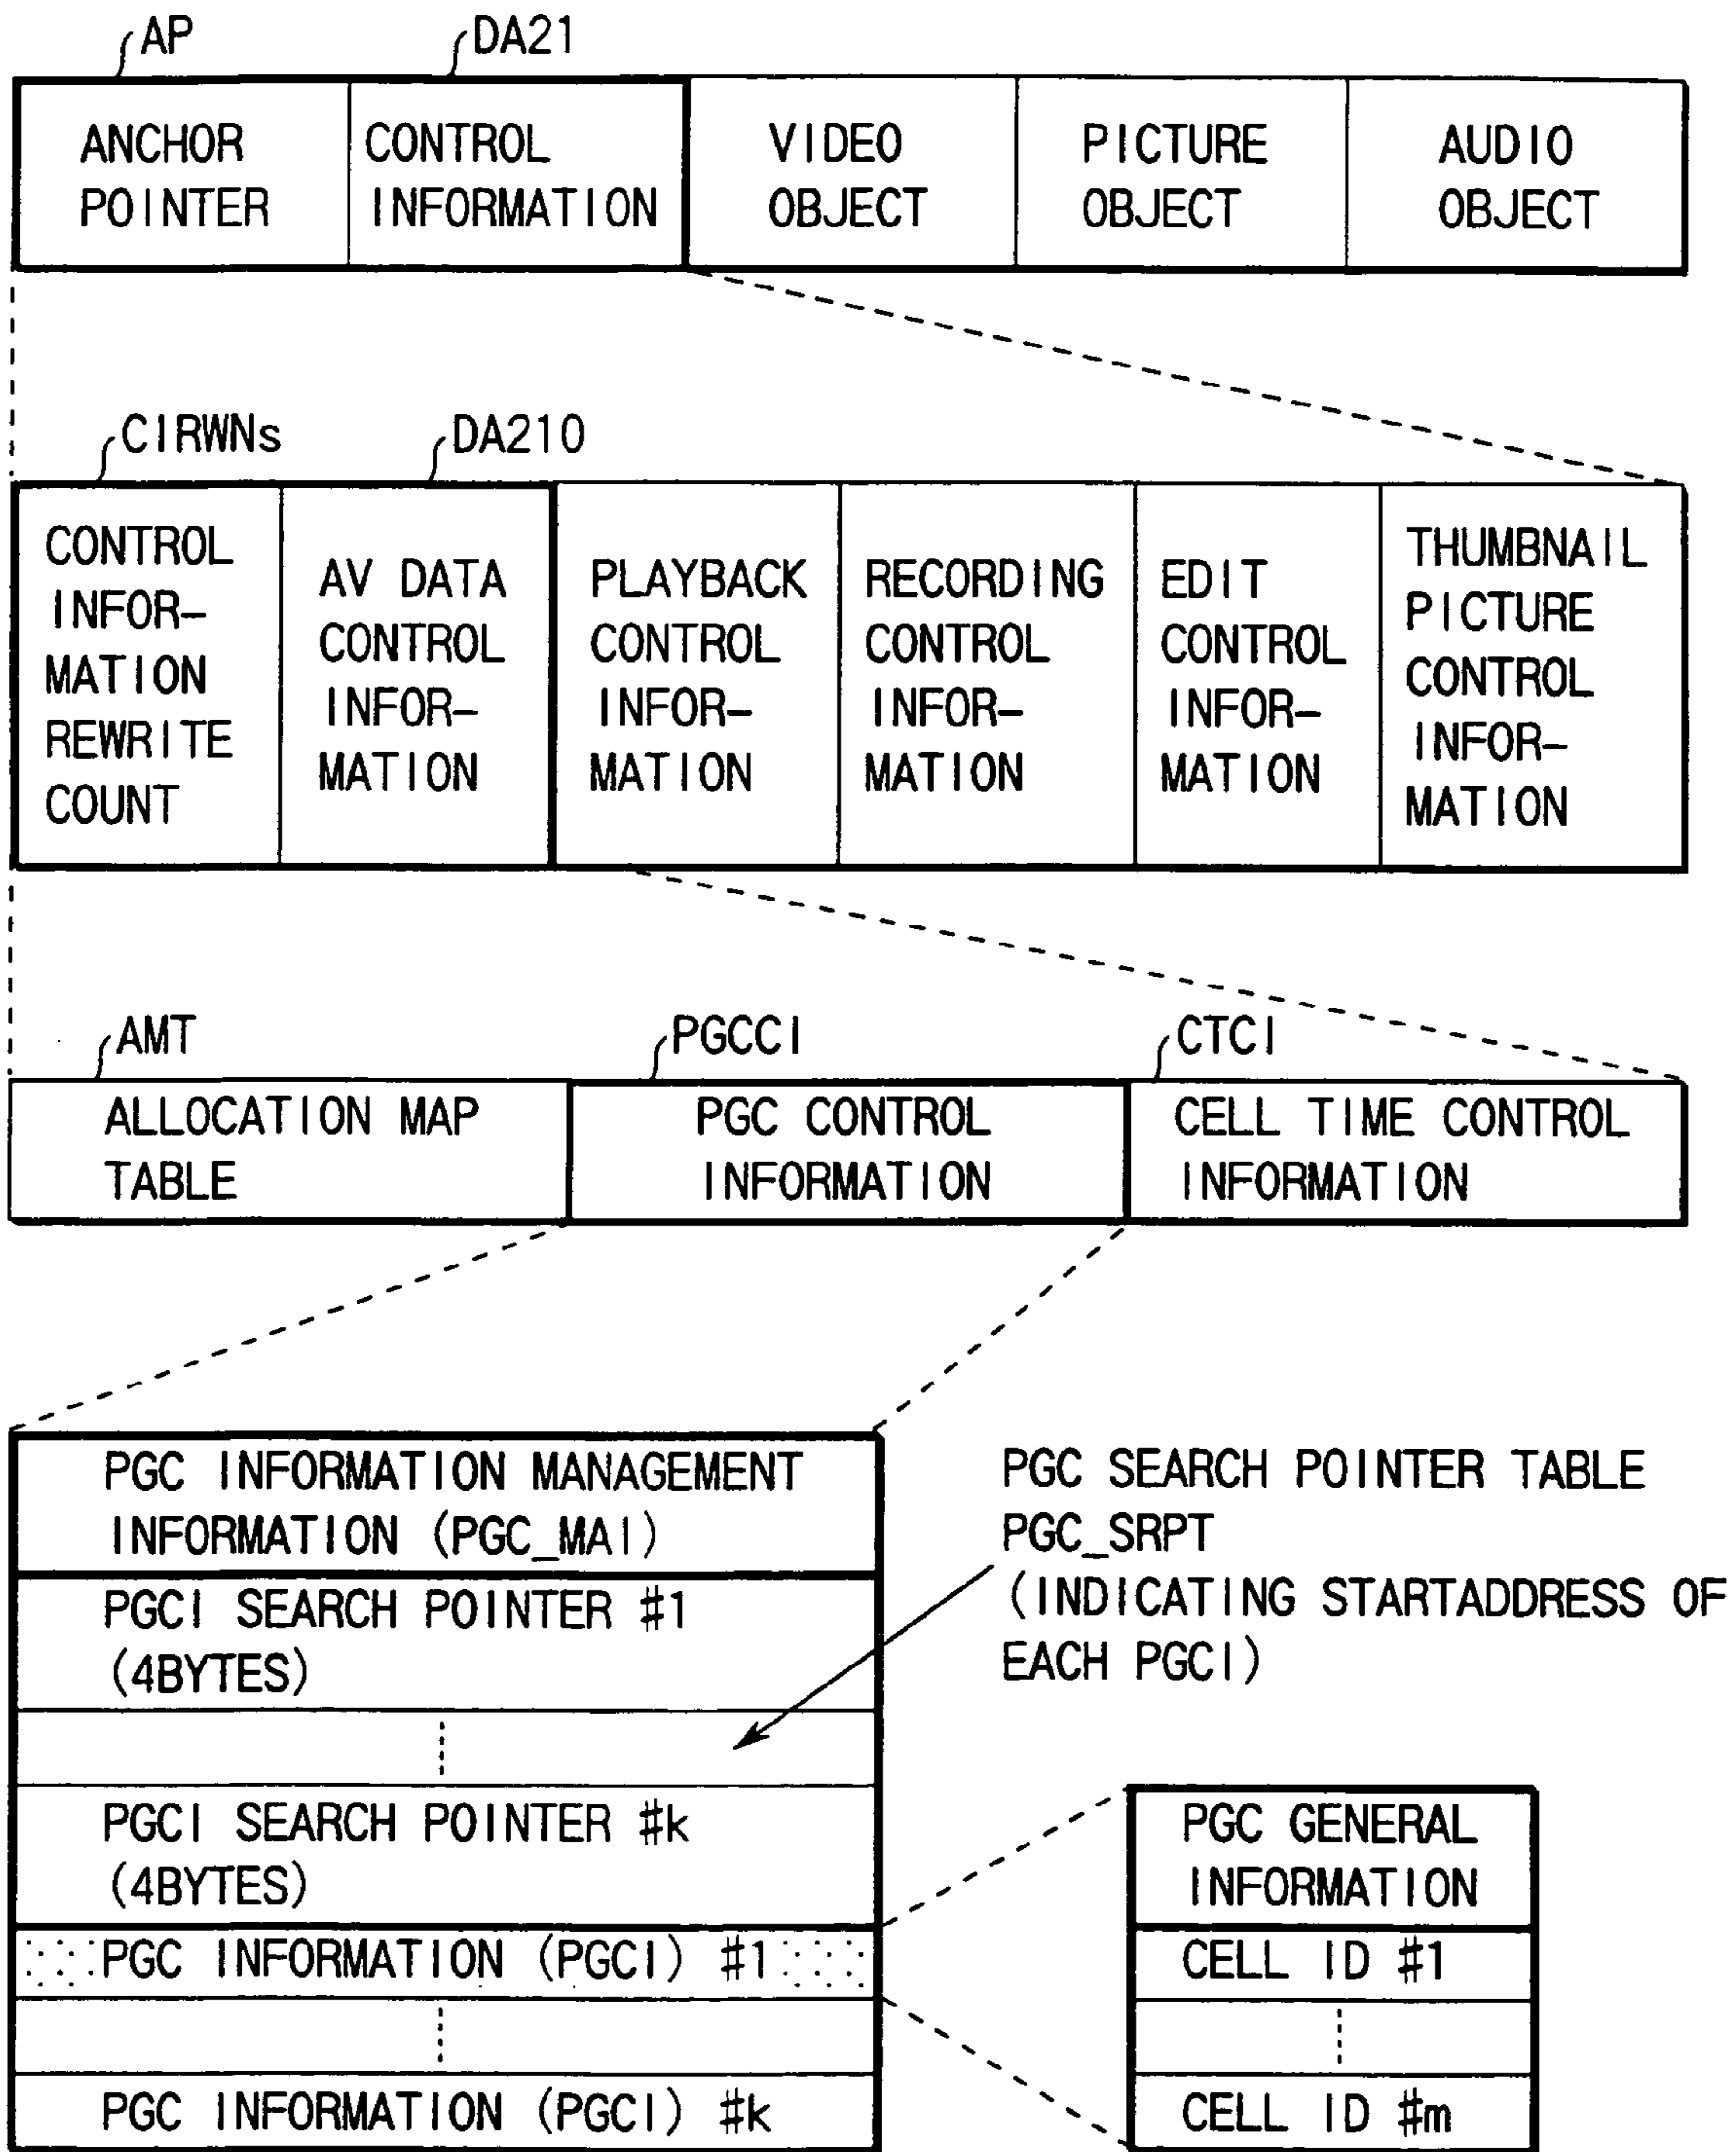 AP
DA21
ANCHOR
POINTER
CONTROL
INFORMATION
VIDEO
OBJECT
PICTURE
OBJECT
AUDIO
OBJECT
CIRWNs
DA210
CONTROL
INFOR-
MATION
REWRITE
COUNT
AV DATA
CONTROL
INFOR-
MATION
PLAYBACK
CONTROL
INFOR-
MATION
RECORDING
CONTROL
INFOR-
MATION
EDIT
CONTROL
INFOR-
MATION
THUMBNAIL
PICTURE
CONTROL
INFOR-
MATION
AMT
PGCCI
CTCI
ALLOCATION MAP
TABLE
PGC CONTROL
INFORMATION
CELL TIME CONTROL
INFORMATION
PGC INFORMATION MANAGEMENT
INFORMATION (PGC_MAI)
PGCI SEARCH POINTER #1
(4BYTES)
PGCI SEARCH POINTER #k
(4BYTES)
PGC INFORMATION (PGCI) #1
PGC INFORMATION (PGCI) #k
PGC SEARCH POINTER TABLE
PGC_SRPT
(INDICATING STARTADDRESS OF
EACH PGCI)
PGC GENERAL
INFORMATION
CELL ID #1
CELL ID #m